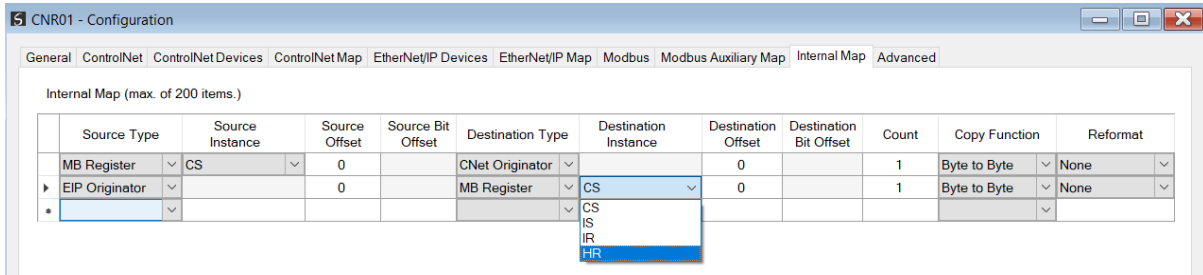 CNR01 - Configuration
General ControlNet ControlNet Devices ControlNet Map EtherNet/IP Devices EtherNet/IP Map Modbus Modbus Auxiliary Map Internal Map Advanced
Internal Map (max. of 200 items.)
Source Type Source Instance Source Offset Source Bit Offset Destination Type Destination Instance Destination Offset Destination Bit Offset Count Copy Function Reformat
MB Register CS 0 CNet Originator 0 1 Byte to Byte None
EIP Originator 0 MB Register CS 0 1 Byte to Byte None
CS
IS
IR
HR